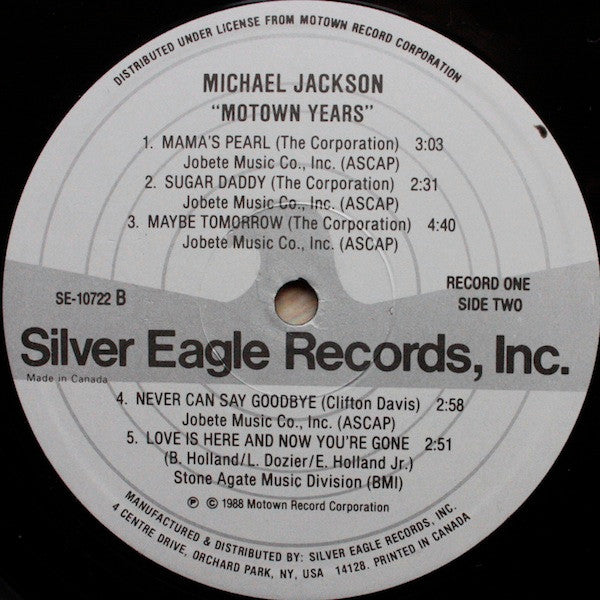 DISTRIBUTED UNDER LICENSE FROM MOTOWN RECORD CORPORATION
MICHAEL JACKSON
"MOTOWN YEARS"
1. MAMA'S PEARL (The Corporation) 3:03
Jobete Music Co., Inc. (ASCAP)
2. SUGAR DADDY (The Corporation) 2:31
Jobete Music Co., Inc. (ASCAP)
3. MAYBE TOMORROW (The Corporation) 4:40
Jobete Music Co., Inc. (ASCAP)
SE-10722 B
RECORD ONE
SIDE TWO
Silver Eagle Records, Inc.
Made in Canada
4. NEVER CAN SAY GOODBYE (Clifton Davis) 2:58
Jobete Music Co., Inc. (ASCAP)
5. LOVE IS HERE AND NOW YOU'RE GONE 2:51
(B. Holland/L. Dozier/E. Holland Jr.)
Stone Agate Music Division (BMI)
℗ © 1988 Motown Record Corporation
MANUFACTURED & DISTRIBUTED BY: SILVER EAGLE RECORDS, INC.
4 CENTRE DRIVE, ORCHARD PARK, NY, USA 14128. PRINTED IN CANADA